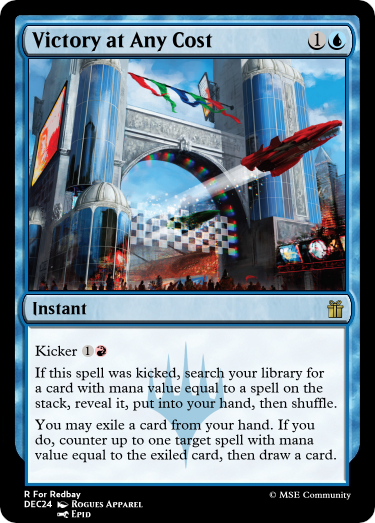 Victory at Any Cost 1
Instant
Kicker 1
If this spell was kicked, search your library for
a card with mana value equal to a spell on the
stack, reveal it, put into your hand, then shuffle.
You may exile a card from your hand. If you
do, counter up to one target spell with mana
value equal to the exiled card, then draw a card.
R For Redbay
DEC24 Rogues Apparel © MSE Community
Epid